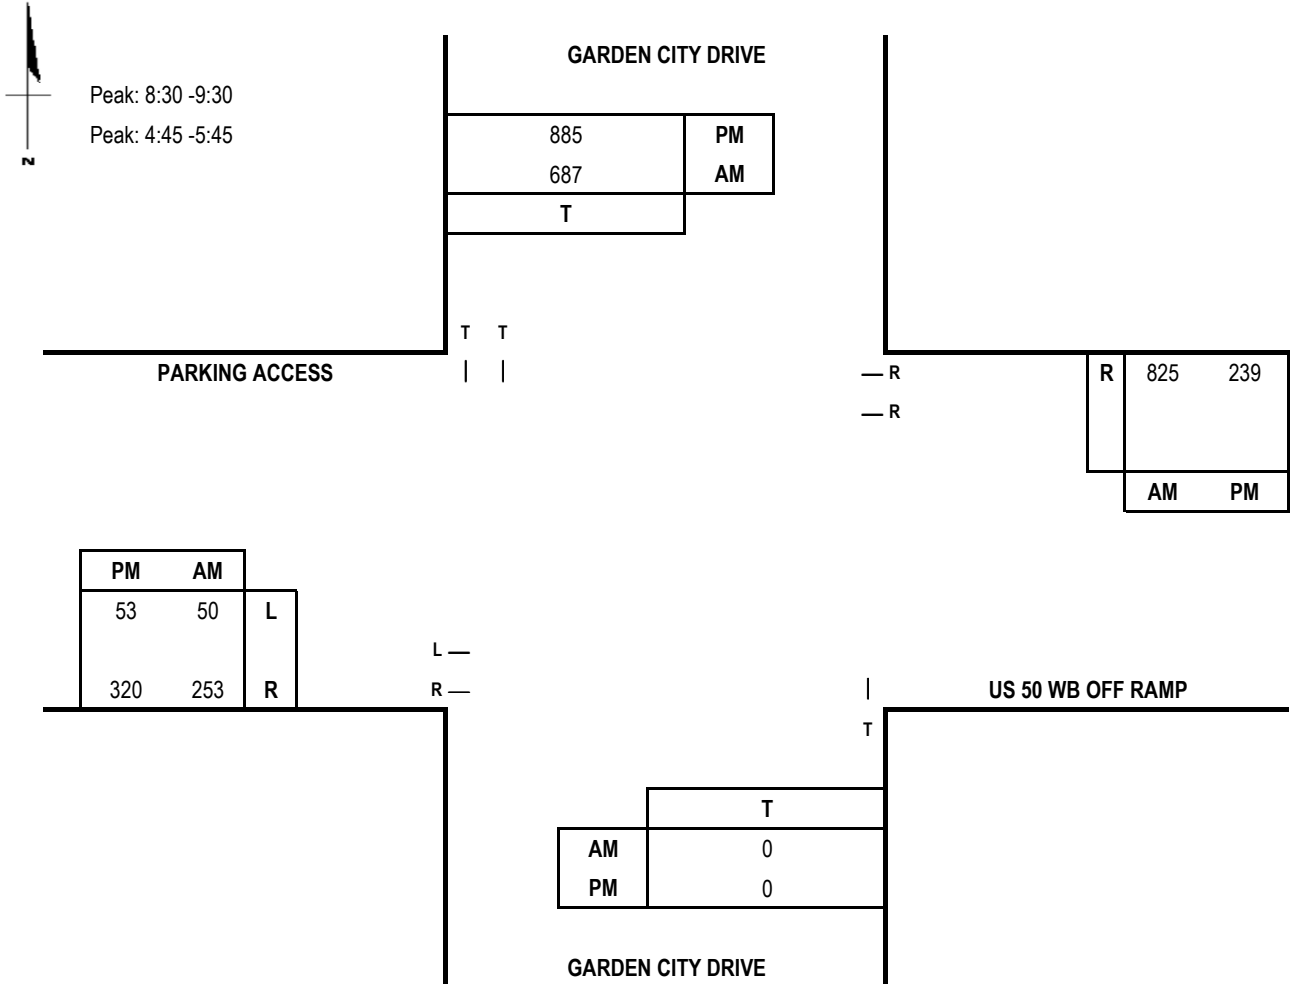 GARDEN CITY DRIVE
Peak: 8:30 -9:30
Peak: 4:45 -5:45
885 PM
687 AM
T
N
T T
PARKING ACCESS
R
R
R 825 239
AM PM
PM AM
53 50 L
320 253 R
L
R
US 50 WB OFF RAMP
T
T
AM 0
PM 0
GARDEN CITY DRIVE